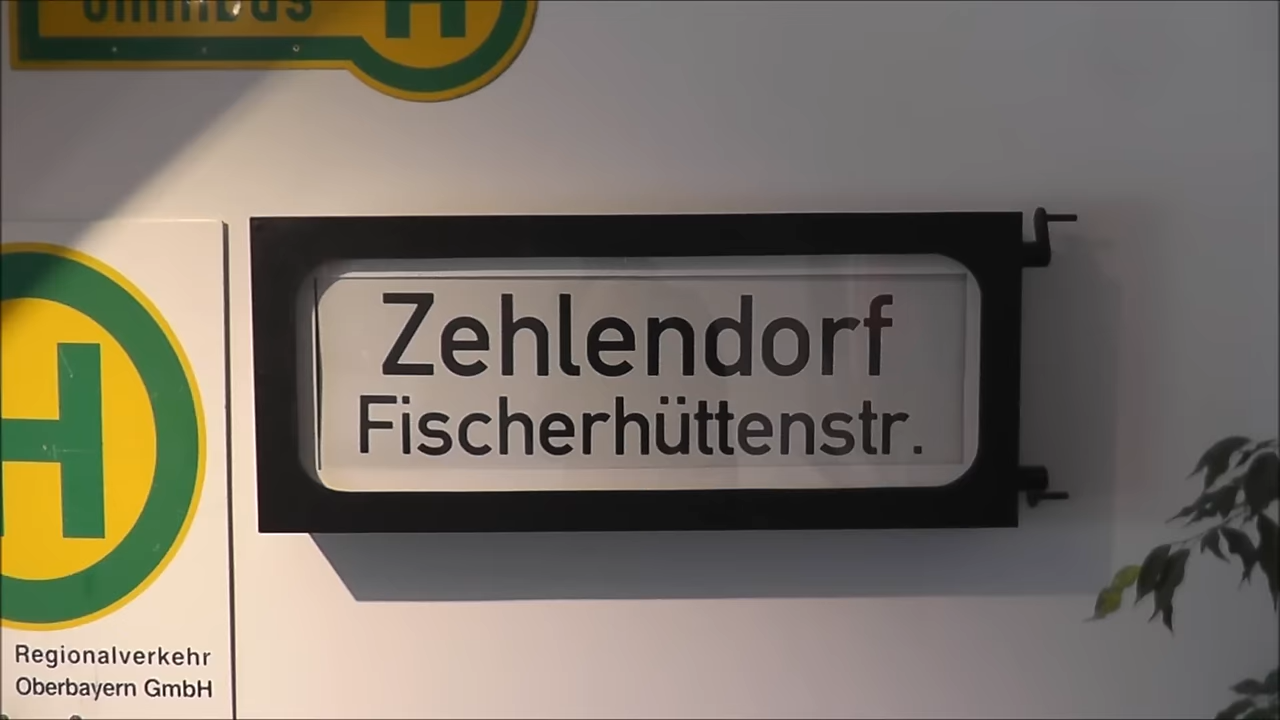 omnibus
H
Zehlendorf
Fischerhüttenstr.
H
Regionalverkehr
Oberbayern GmbH